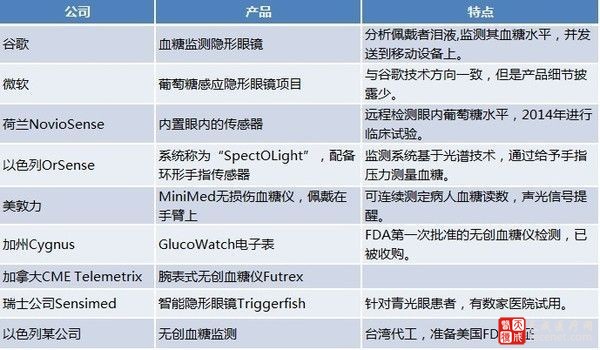 公司 产品 特点
谷歌 血糖监测隐形眼镜 分析佩戴者泪液,监测其血糖水平，并发
送到移动设备上。
微软 葡萄糖感应隐形眼镜项目 与谷歌技术方向一致，但是产品细节披
露少。
荷兰NovioSense 内置眼内的传感器 远程检测眼内葡萄糖水平，2014年进行
临床试验。
以色列OrSense 系统称为“SpectOLight”，配备
环形手指传感器 监测系统基于光谱技术，通过给予手指
压力测量血糖。
美敦力 MiniMed无损伤血糖仪，佩戴在
手臂上 可连续测定病人血糖读数，声光信号提
醒。
加州Cygnus GlucoWatch电子表 FDA第一次批准的无创血糖仪检测，已
被收购。
加拿大CME Telemetrix 腕表式无创血糖仪Futrex
瑞士公司Sensimed 智能隐形眼镜Triggerfish 针对青光眼患者，有数家医院试用。
以色列某公司 无创血糖监测 台湾代工，准备美国FD